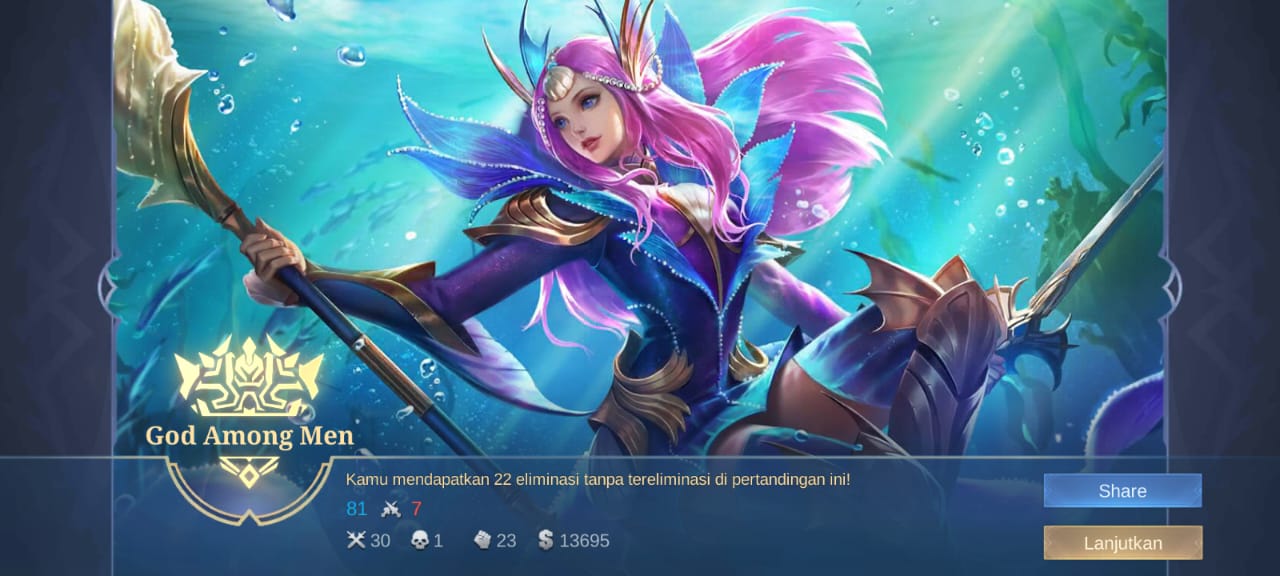 God Among Men
Kamu mendapatkan 22 eliminasi tanpa tereliminasi di pertandingan ini!
81 7
30 1 23 13695
Share
Lanjutkan